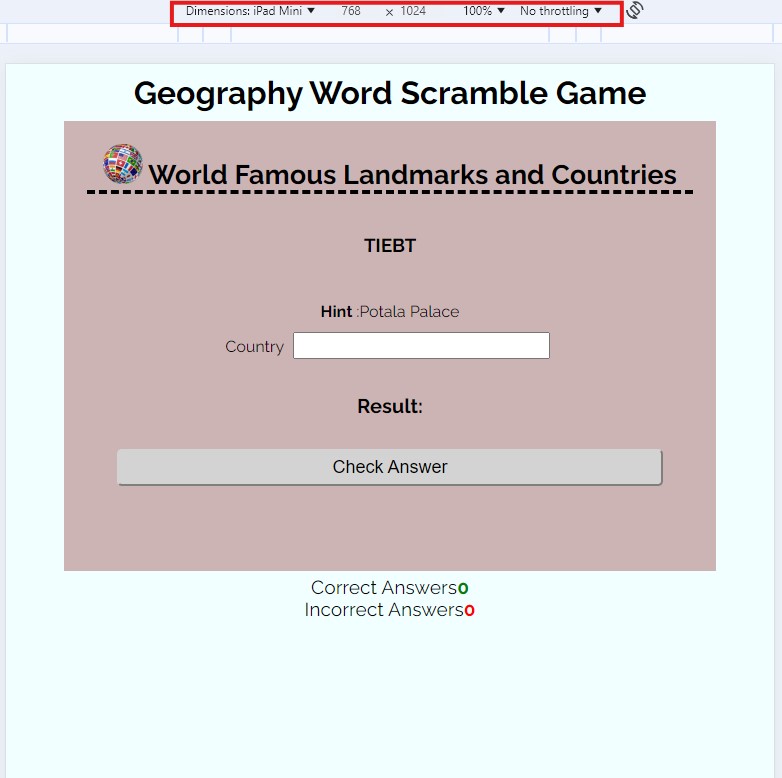 Dimensions: iPad Mini ▼ 768 × 1024 100% ▼ No throttling ▼
Geography Word Scramble Game
World Famous Landmarks and Countries
TIEBT
Hint :Potala Palace
Country
Result:
Check Answer
Correct Answers0
Incorrect Answers0